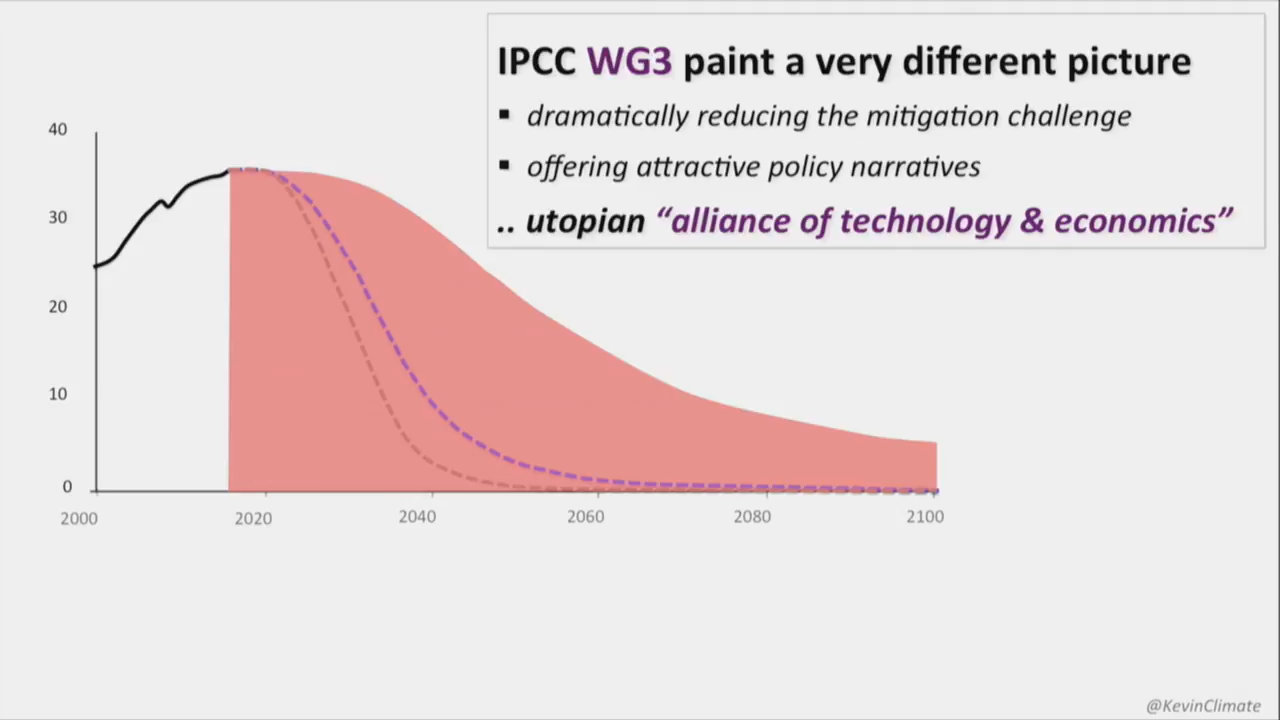 IPCC WG3 paint a very different picture
▪ dramatically reducing the mitigation challenge
▪ offering attractive policy narratives
.. utopian “alliance of technology & economics”
40
30
20
10
0
2000 2020 2040 2060 2080 2100
@KevinClimate